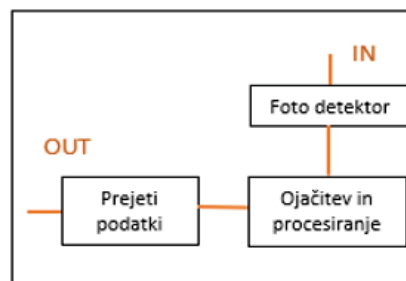 IN
Foto detektor
OUT
Prejeti
podatki
Ojačitev in
procesiranje